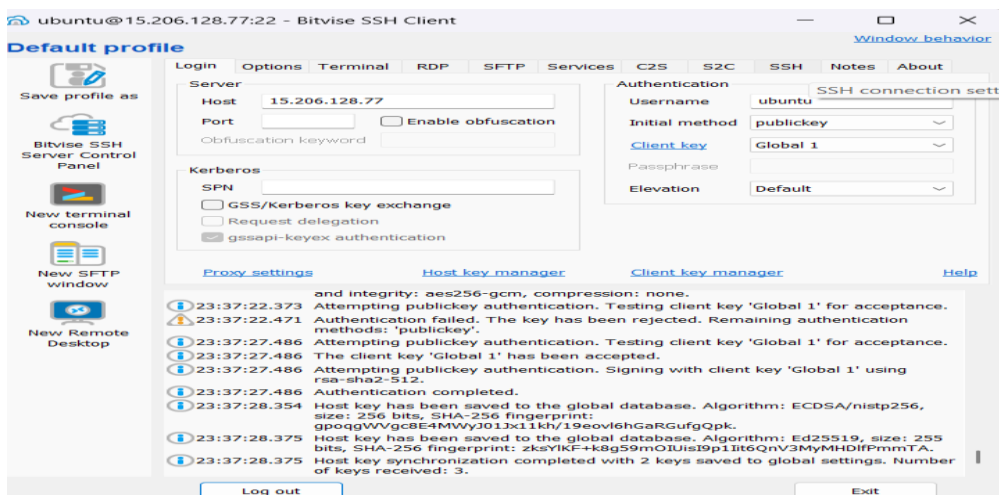 ubuntu@15.206.128.77:22 - Bitvise SSH Client
Default profile
Window behavior
Save profile as
Bitvise SSH
Server Control
Panel
New terminal
console
New SFTP
window
New Remote
Desktop
Login Options Terminal RDP SFTP Services C2S S2C SSH Notes About
Server
Host 15.206.128.77
Port Enable obfuscation
Obfuscation keyword
Kerberos
SPN
GSS/Kerberos key exchange
Request delegation
gssapi-keyex authentication
Authentication
SSH connection sett
Username ubuntu
Initial method publickey
Client key Global 1
Passphrase
Elevation Default
Proxy settings Host key manager Client key manager Help
and integrity: aes256-gcm, compression: none.
23:37:22.373 Attempting publickey authentication. Testing client key 'Global 1' for acceptance.
23:37:22.471 Authentication failed. The key has been rejected. Remaining authentication
methods: 'publickey'.
23:37:27.486 Attempting publickey authentication. Testing client key 'Global 1' for acceptance.
23:37:27.486 The client key 'Global 1' has been accepted.
23:37:27.486 Attempting publickey authentication. Signing with client key 'Global 1' using
rsa-sha2-512.
23:37:27.486 Authentication completed.
23:37:28.354 Host key has been saved to the global database. Algorithm: ECDSA/nistp256,
size: 256 bits, SHA-256 fingerprint:
gpoqgWVgc8E4MWyJ01Jx11kh/19eovl6hGaRGufgQpk.
23:37:28.375 Host key has been saved to the global database. Algorithm: Ed25519, size: 255
bits, SHA-256 fingerprint: zksYlKF+k8g59mOIUisI9p1Iit6QnV3MyMHDlfPmmTA.
23:37:28.375 Host key synchronization completed with 2 keys saved to global settings. Number
of keys received: 3.
Log out Exit